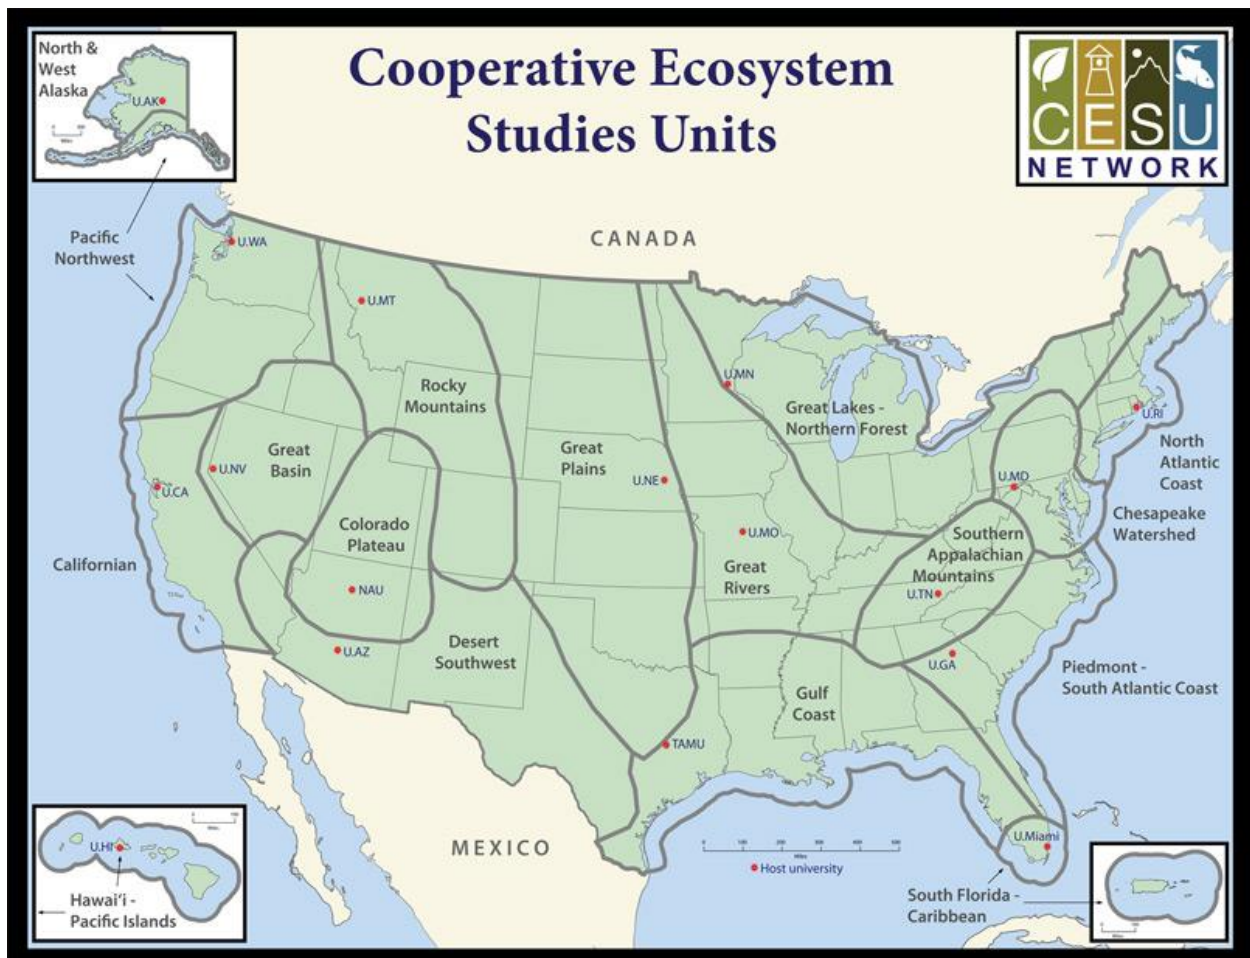 North &
West
Alaska
U.AK
Cooperative Ecosystem
Studies Units
CESU
NETWORK
Pacific
Northwest
CANADA
U.WA
U.MT
Rocky
Mountains
U.MN
Great Lakes -
Northern Forest
U.RI
North
Atlantic
Coast
Great
Basin
U.NV
U.CA
Great
Plains
U.NE
U.MD
Chesapeake
Watershed
Colorado
Plateau
NAU
U.MO
Great
Rivers
Southern
Appalachian
Mountains
U.TN
Californian
U.AZ
Desert
Southwest
U.GA
Piedmont -
South Atlantic Coast
Gulf
Coast
TAMU
MEXICO
U.HI
Hawai‘i -
Pacific Islands
Miles
Host university
U.Miami
South Florida -
Caribbean